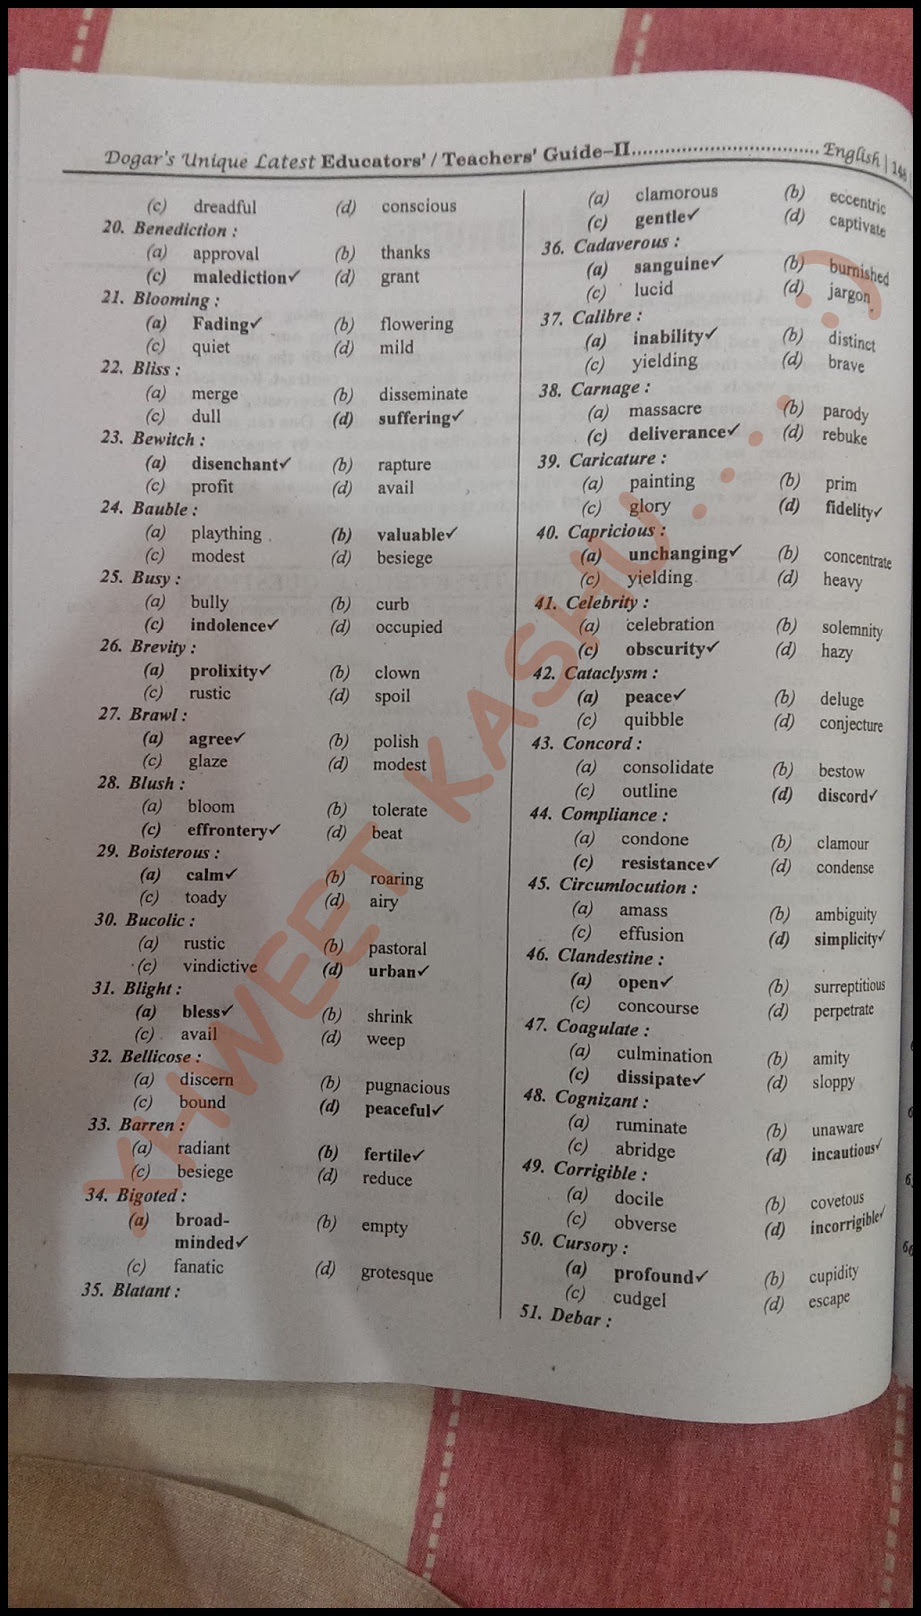 Dogar's Unique Latest Educators' / Teachers' Guide–II.................................. English | 148
(c) dreadful (d) conscious
20. Benediction :
(a) approval (b) thanks
(c) malediction✓ (d) grant
21. Blooming :
(a) Fading✓ (b) flowering
(c) quiet (d) mild
22. Bliss :
(a) merge (b) disseminate
(c) dull (d) suffering✓
23. Bewitch :
(a) disenchant✓ (b) rapture
(c) profit (d) avail
24. Bauble :
(a) plaything (b) valuable✓
(c) modest (d) besiege
25. Busy :
(a) bully (b) curb
(c) indolence✓ (d) occupied
26. Brevity :
(a) prolixity✓ (b) clown
(c) rustic (d) spoil
27. Brawl :
(a) agree✓ (b) polish
(c) glaze (d) modest
28. Blush :
(a) bloom (b) tolerate
(c) effrontery✓ (d) beat
29. Boisterous :
(a) calm✓ (b) roaring
(c) toady (d) airy
30. Bucolic :
(a) rustic (b) pastoral
(c) vindictive (d) urban✓
31. Blight :
(a) bless✓ (b) shrink
(c) avail (d) weep
32. Bellicose :
(a) discern (b) pugnacious
(c) bound (d) peaceful✓
33. Barren :
(a) radiant (b) fertile✓
(c) besiege (d) reduce
34. Bigoted :
(a) broad- (b) empty
minded✓
(c) fanatic (d) grotesque
35. Blatant :
(a) clamorous (b) eccentric
(c) gentle✓ (d) captivate
36. Cadaverous :
(a) sanguine✓ (b) burnished
(c) lucid (d) jargon
37. Calibre :
(a) inability✓ (b) distinct
(c) yielding (d) brave
38. Carnage :
(a) massacre (b) parody
(c) deliverance✓ (d) rebuke
39. Caricature :
(a) painting (b) prim
(c) glory (d) fidelity✓
40. Capricious :
(a) unchanging✓ (b) concentrate
(c) yielding (d) heavy
41. Celebrity :
(a) celebration (b) solemnity
(c) obscurity✓ (d) hazy
42. Cataclysm :
(a) peace✓ (b) deluge
(c) quibble (d) conjecture
43. Concord :
(a) consolidate (b) bestow
(c) outline (d) discord✓
44. Compliance :
(a) condone (b) clamour
(c) resistance✓ (d) condense
45. Circumlocution :
(a) amass (b) ambiguity
(c) effusion (d) simplicity✓
46. Clandestine :
(a) open✓ (b) surreptitious
(c) concourse (d) perpetrate
47. Coagulate :
(a) culmination (b) amity
(c) dissipate✓ (d) sloppy
48. Cognizant :
(a) ruminate (b) unaware
(c) abridge (d) incautious✓
49. Corrigible :
(a) docile (b) covetous
(c) obverse (d) incorrigible✓
50. Cursory :
(a) profound✓ (b) cupidity
(c) cudgel (d) escape
51. Debar :
XHWEET KASHU...:)